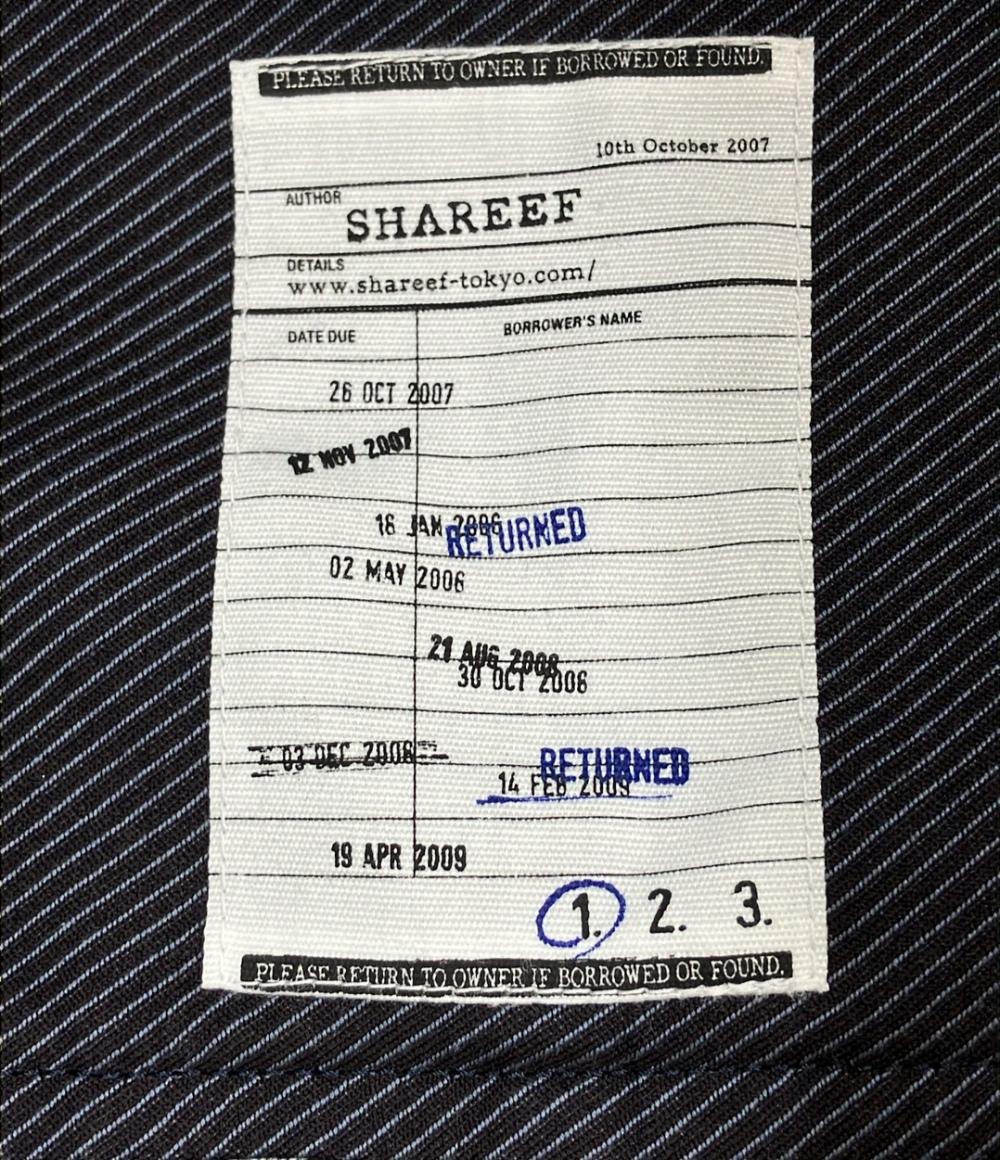 PLEASE RETURN TO OWNER IF BORROWED OR FOUND.
10th October 2007
AUTHOR
SHAREEF
DETAILS
www.shareef-tokyo.com/
DATE DUE BORROWER'S NAME
26 OCT 2007
12 NOV 2007
16 JAN 2006 RETURNED
02 MAY 2006
21 AUG 2008
30 OCT 2006
03 DEC 2008
RETURNED
14 FEB 2009
19 APR 2009
1. 2. 3.
PLEASE RETURN TO OWNER IF BORROWED OR FOUND.